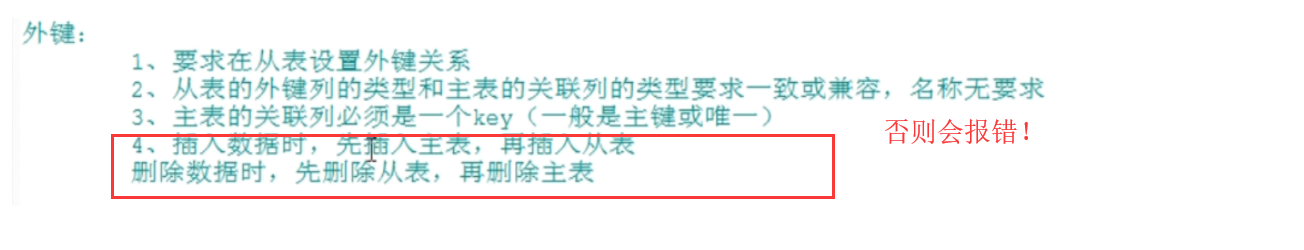 外键：
1、要求在从表设置外键关系
2、从表的外键列的类型和主表的关联列的类型要求一致或兼容，名称无要求
3、主表的关联列必须是一个key（一般是主键或唯一）
4、插入数据时，先插入主表，再插入从表
删除数据时，先删除从表，再删除主表
否则会报错！